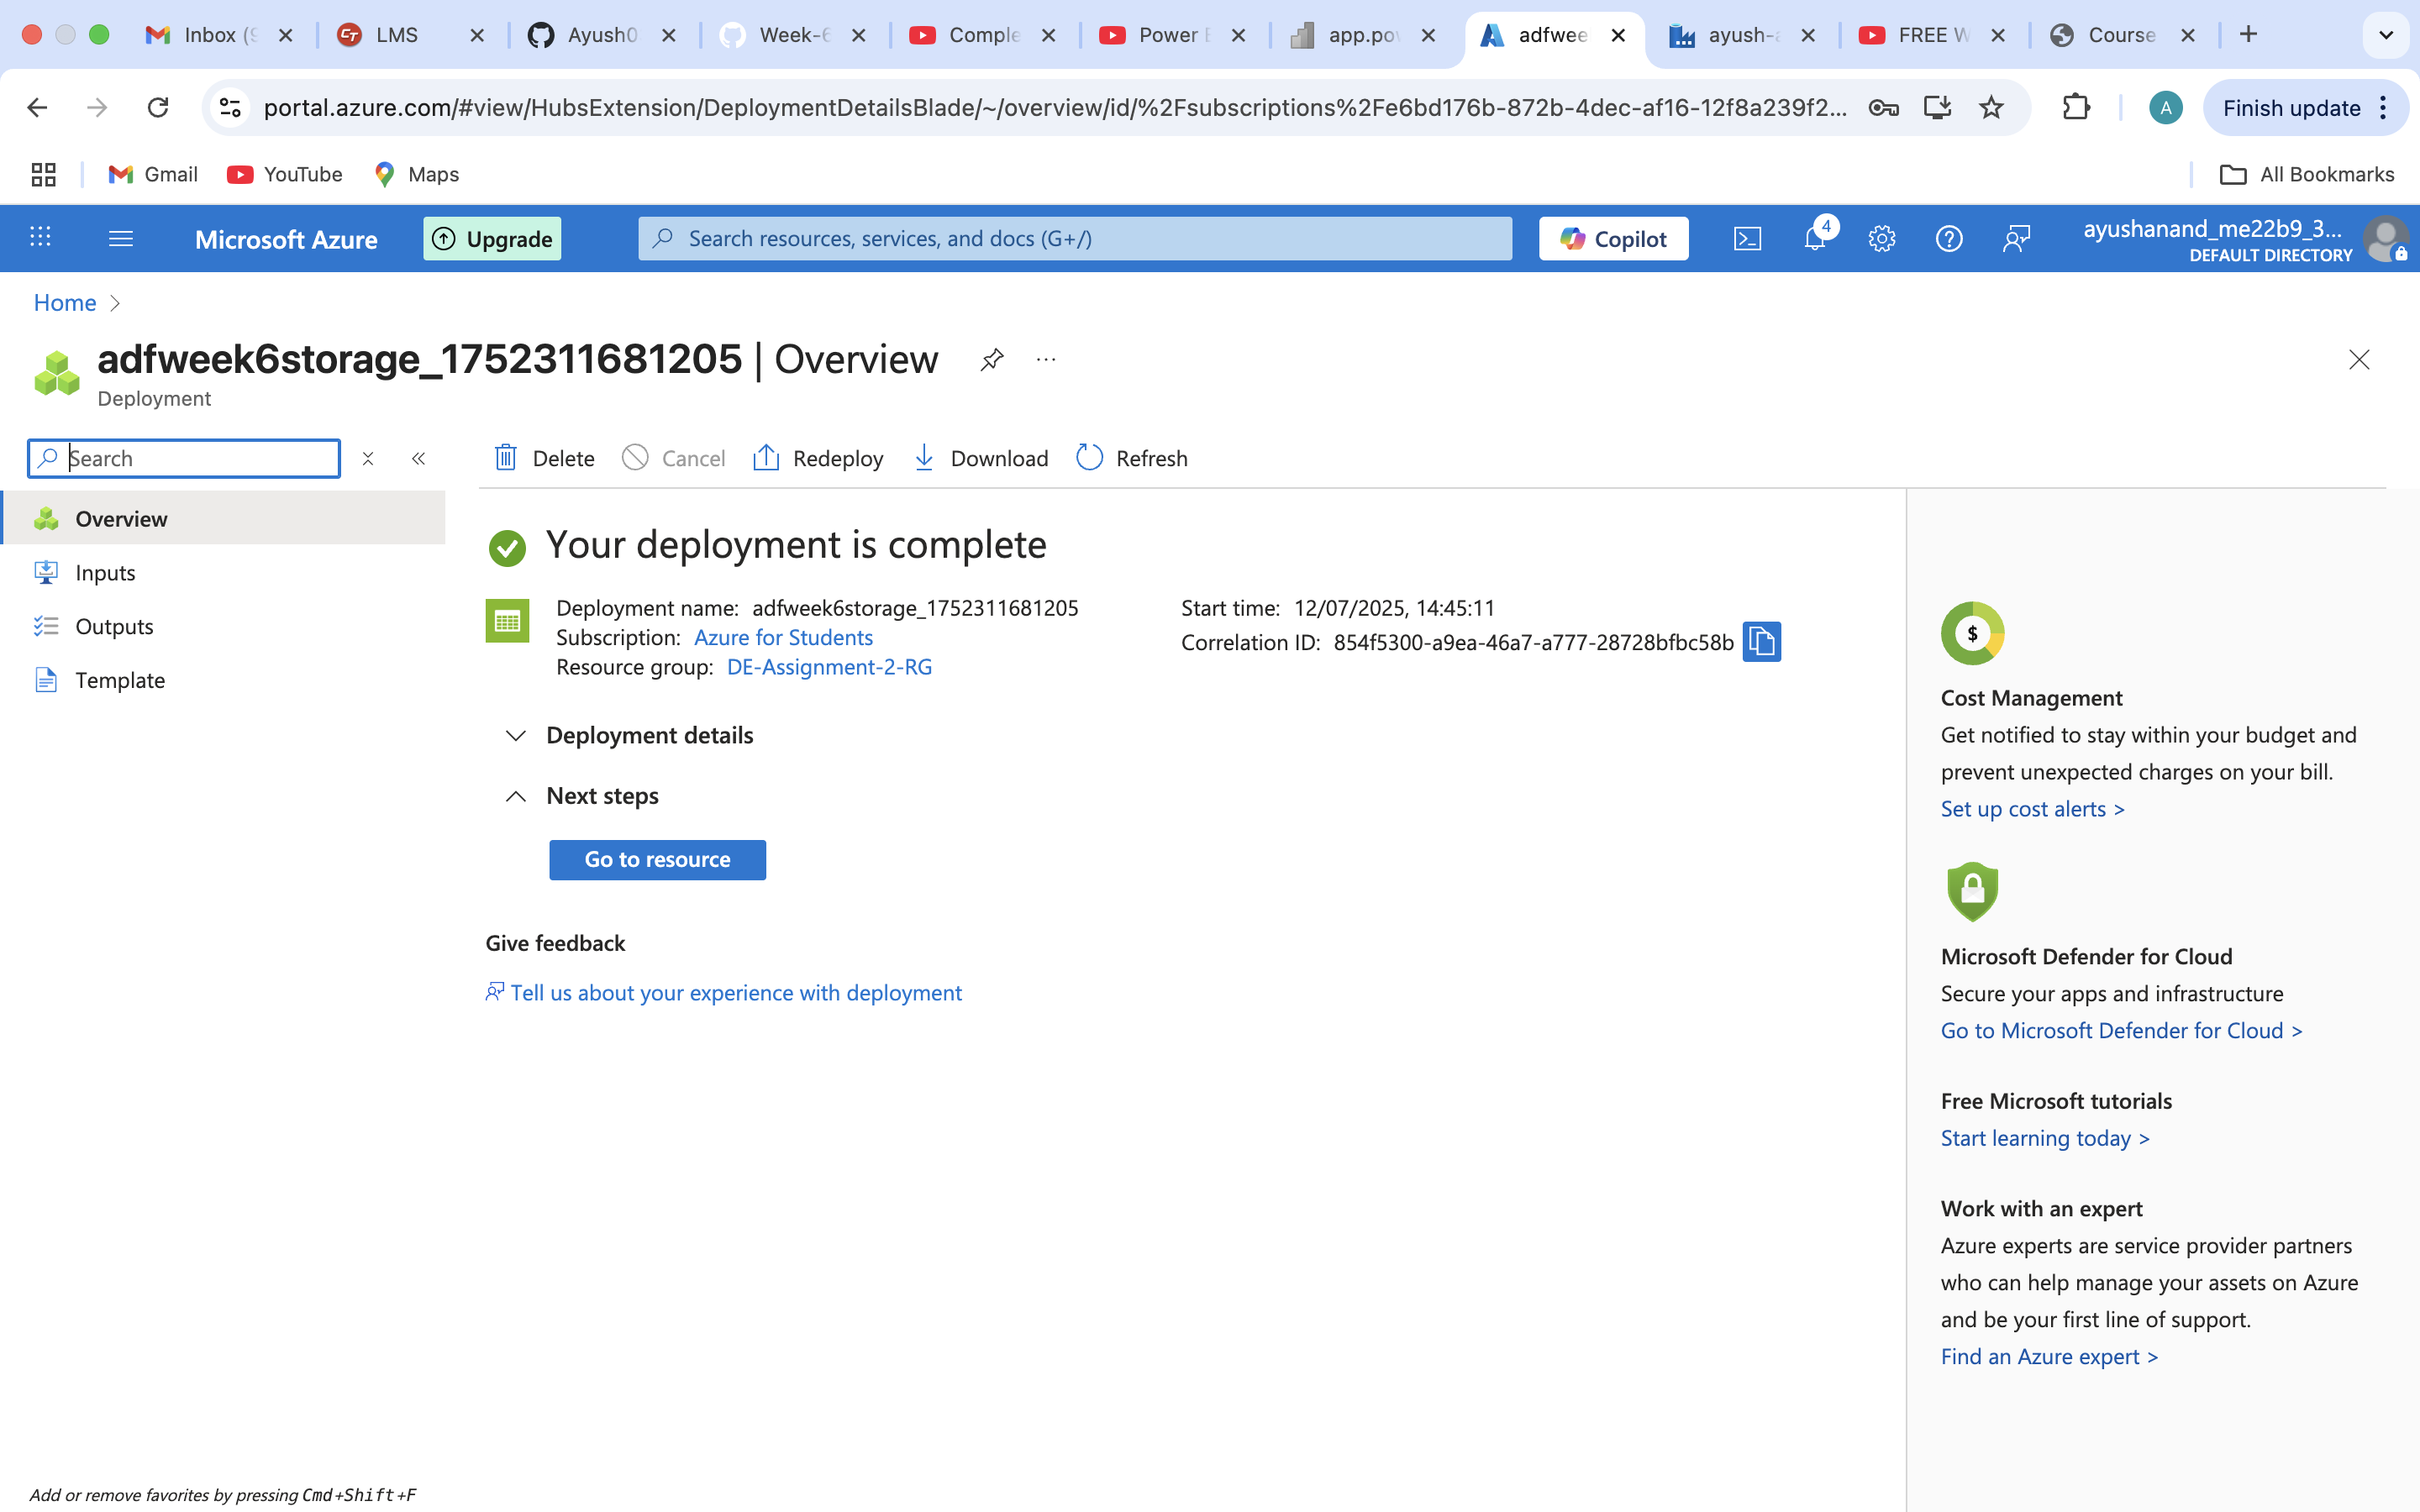 Inbox (9
LMS
Ayush0
Week-6
Comple
Power B
app.pov
adfwee
ayush-a
FREE W
Course
portal.azure.com/#view/HubsExtension/DeploymentDetailsBlade/~/overview/id/%2Fsubscriptions%2Fe6bd176b-872b-4dec-af16-12f8a239f2...
A
Finish update
Gmail
YouTube
Maps
All Bookmarks
Microsoft Azure
Upgrade
Search resources, services, and docs (G+/)
Copilot
4
ayushanand_me22b9_3...
DEFAULT DIRECTORY
Home
adfweek6storage_1752311681205 | Overview
Deployment
Search
Overview
Inputs
Outputs
Template
Delete
Cancel
Redeploy
Download
Refresh
Your deployment is complete
Deployment name: adfweek6storage_1752311681205
Subscription: Azure for Students
Resource group: DE-Assignment-2-RG
Start time: 12/07/2025, 14:45:11
Correlation ID: 854f5300-a9ea-46a7-a777-28728bfbc58b
Deployment details
Next steps
Go to resource
Give feedback
Tell us about your experience with deployment
$
Cost Management
Get notified to stay within your budget and
prevent unexpected charges on your bill.
Set up cost alerts >
Microsoft Defender for Cloud
Secure your apps and infrastructure
Go to Microsoft Defender for Cloud >
Free Microsoft tutorials
Start learning today >
Work with an expert
Azure experts are service provider partners
who can help manage your assets on Azure
and be your first line of support.
Find an Azure expert >
Add or remove favorites by pressing Cmd+Shift+F